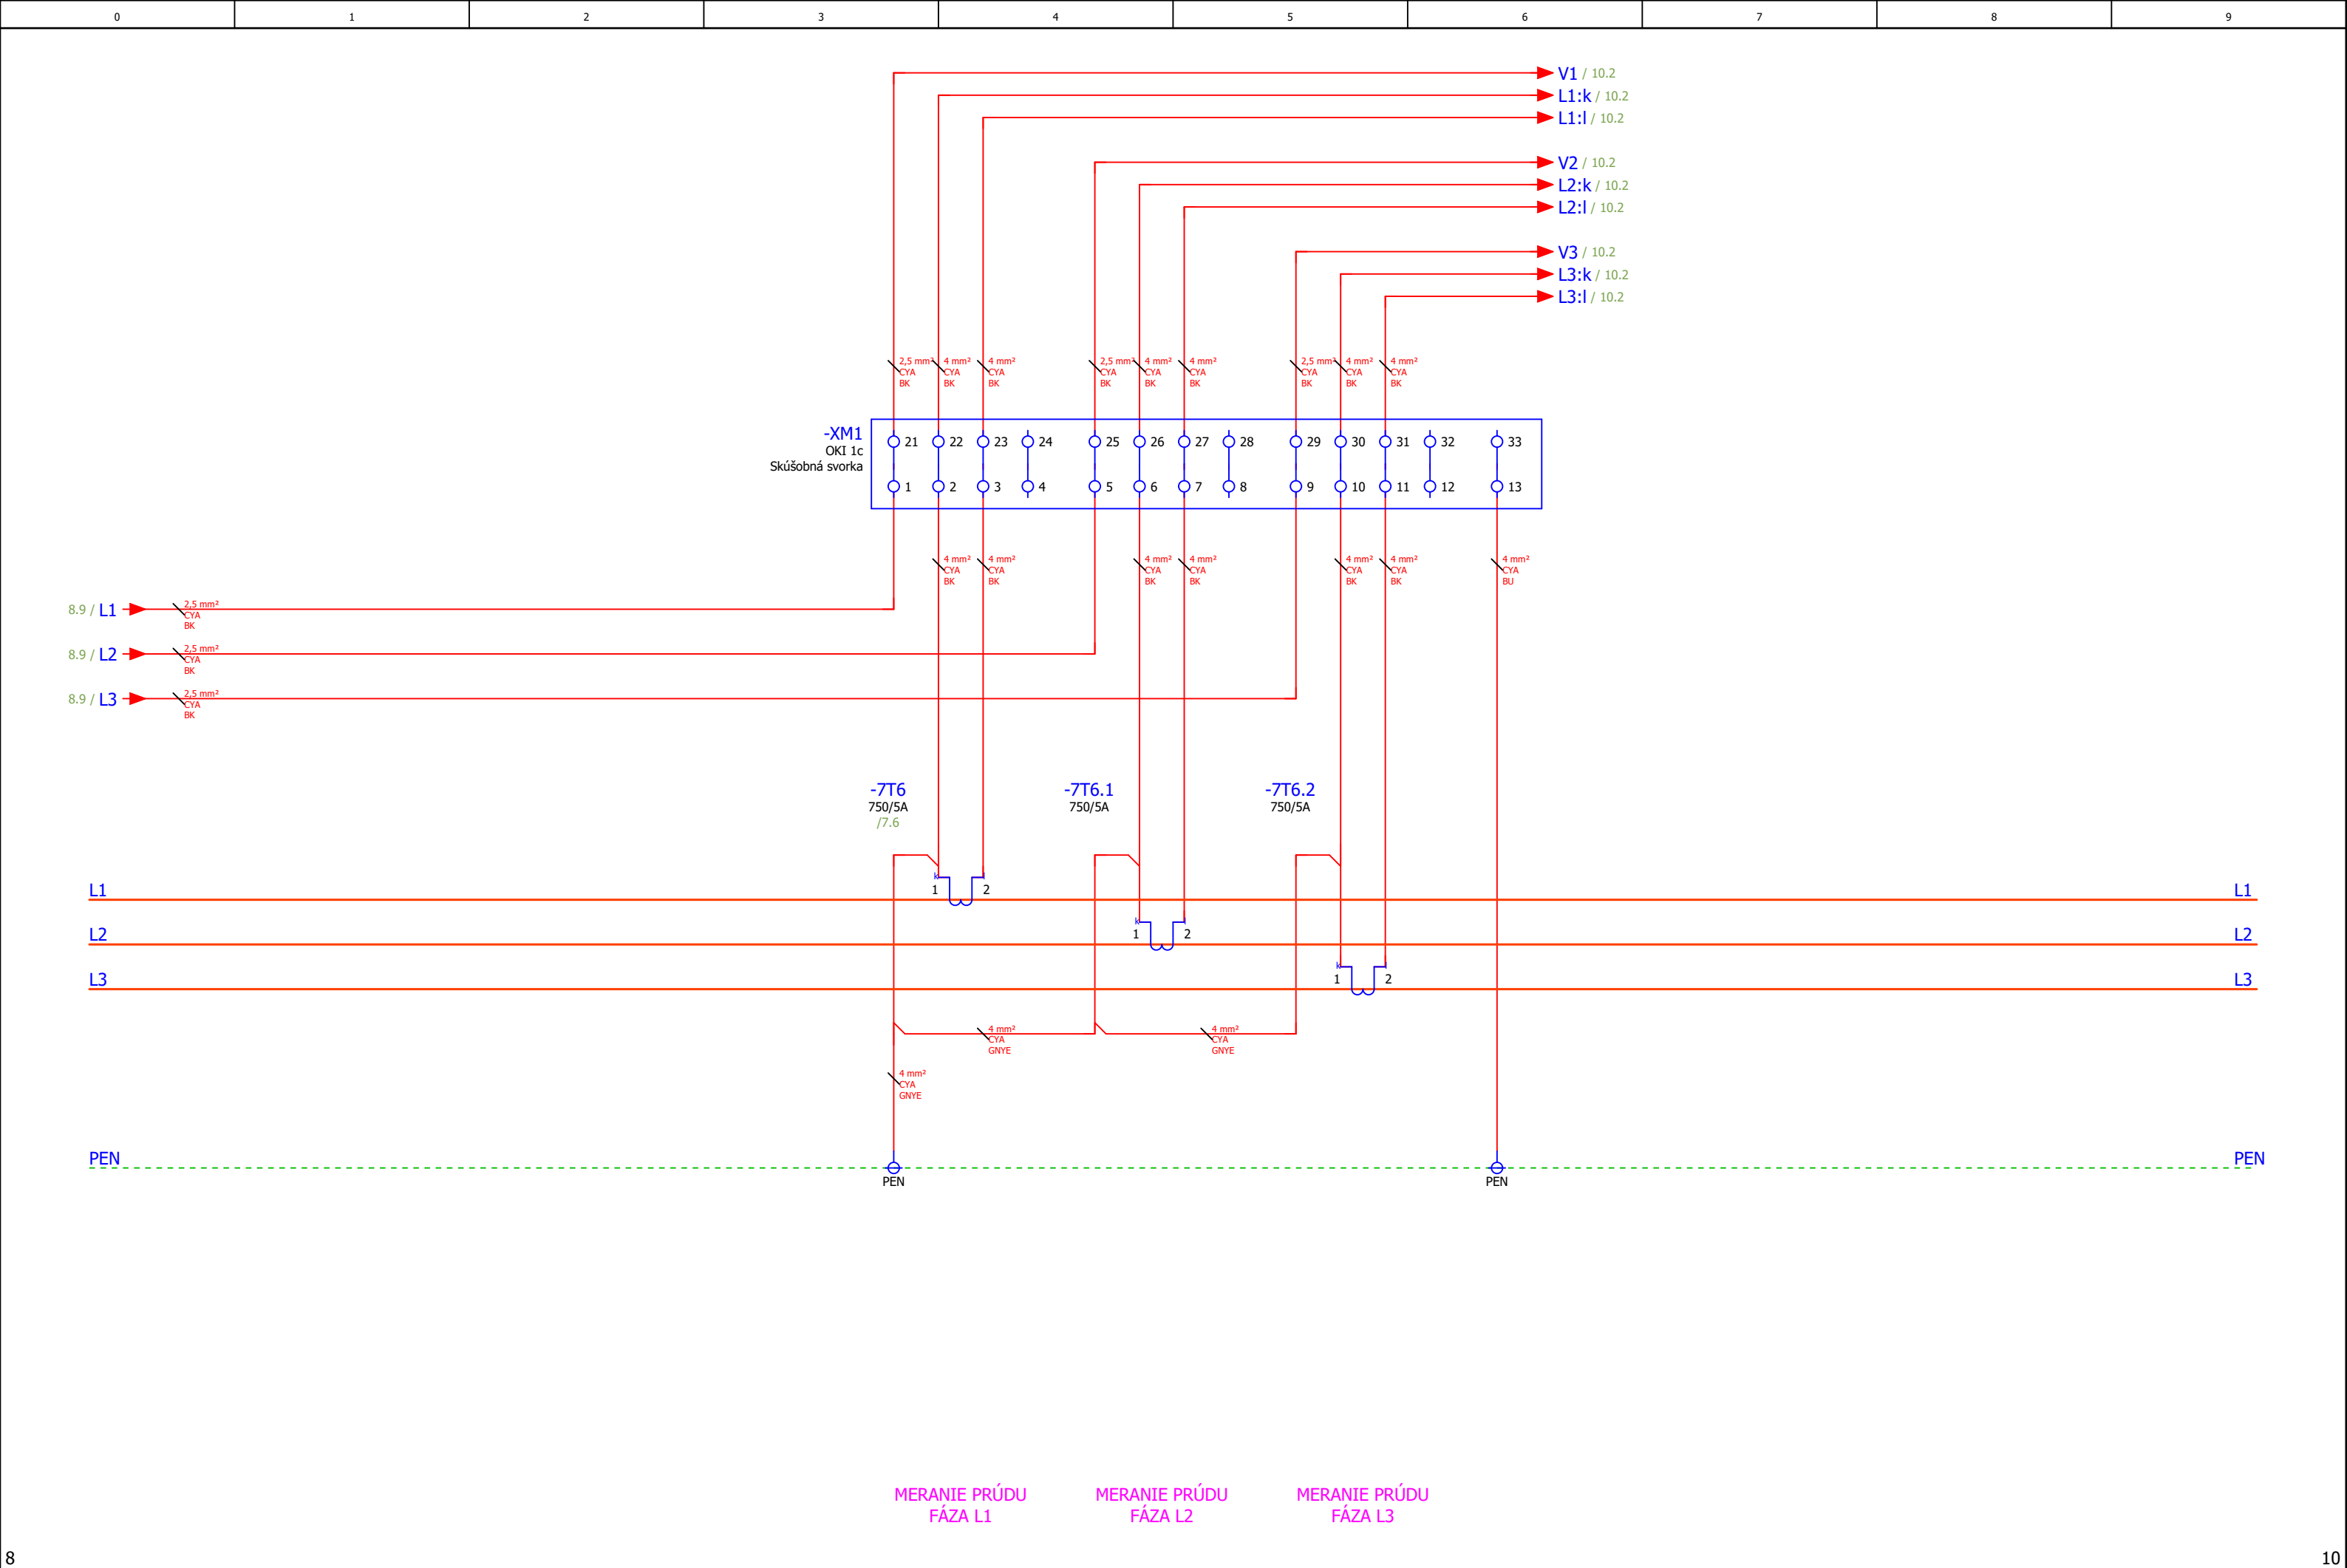 0 1 2 3 4 5 6 7 8 9
V1 / 10.2
L1:k / 10.2
L1:l / 10.2
V2 / 10.2
L2:k / 10.2
L2:l / 10.2
V3 / 10.2
L3:k / 10.2
L3:l / 10.2
2,5 mm² 4 mm² 4 mm² 2,5 mm² 4 mm² 4 mm² 2,5 mm² 4 mm² 4 mm²
CYA CYA CYA CYA CYA CYA CYA CYA CYA
BK BK BK BK BK BK BK BK BK
-XM1
OKI 1c
Skúšobná svorka
21 22 23 24 25 26 27 28 29 30 31 32 33
1 2 3 4 5 6 7 8 9 10 11 12 13
4 mm² 4 mm² 4 mm² 4 mm² 4 mm² 4 mm² 4 mm²
CYA CYA CYA CYA CYA CYA CYA
BK BK BK BK BK BK BU
8.9 / L1
2,5 mm²
CYA
BK
8.9 / L2
2,5 mm²
CYA
BK
8.9 / L3
2,5 mm²
CYA
BK
-7T6
750/5A
/7.6
-7T6.1
750/5A
-7T6.2
750/5A
k l
1 2
L1 L1
k l
1 2
L2 L2
k l
1 2
L3 L3
4 mm² 4 mm²
CYA CYA
GNYE GNYE
4 mm²
CYA
GNYE
PEN PEN
PEN PEN
MERANIE PRÚDU
FÁZA L1
MERANIE PRÚDU
FÁZA L2
MERANIE PRÚDU
FÁZA L3
8 10